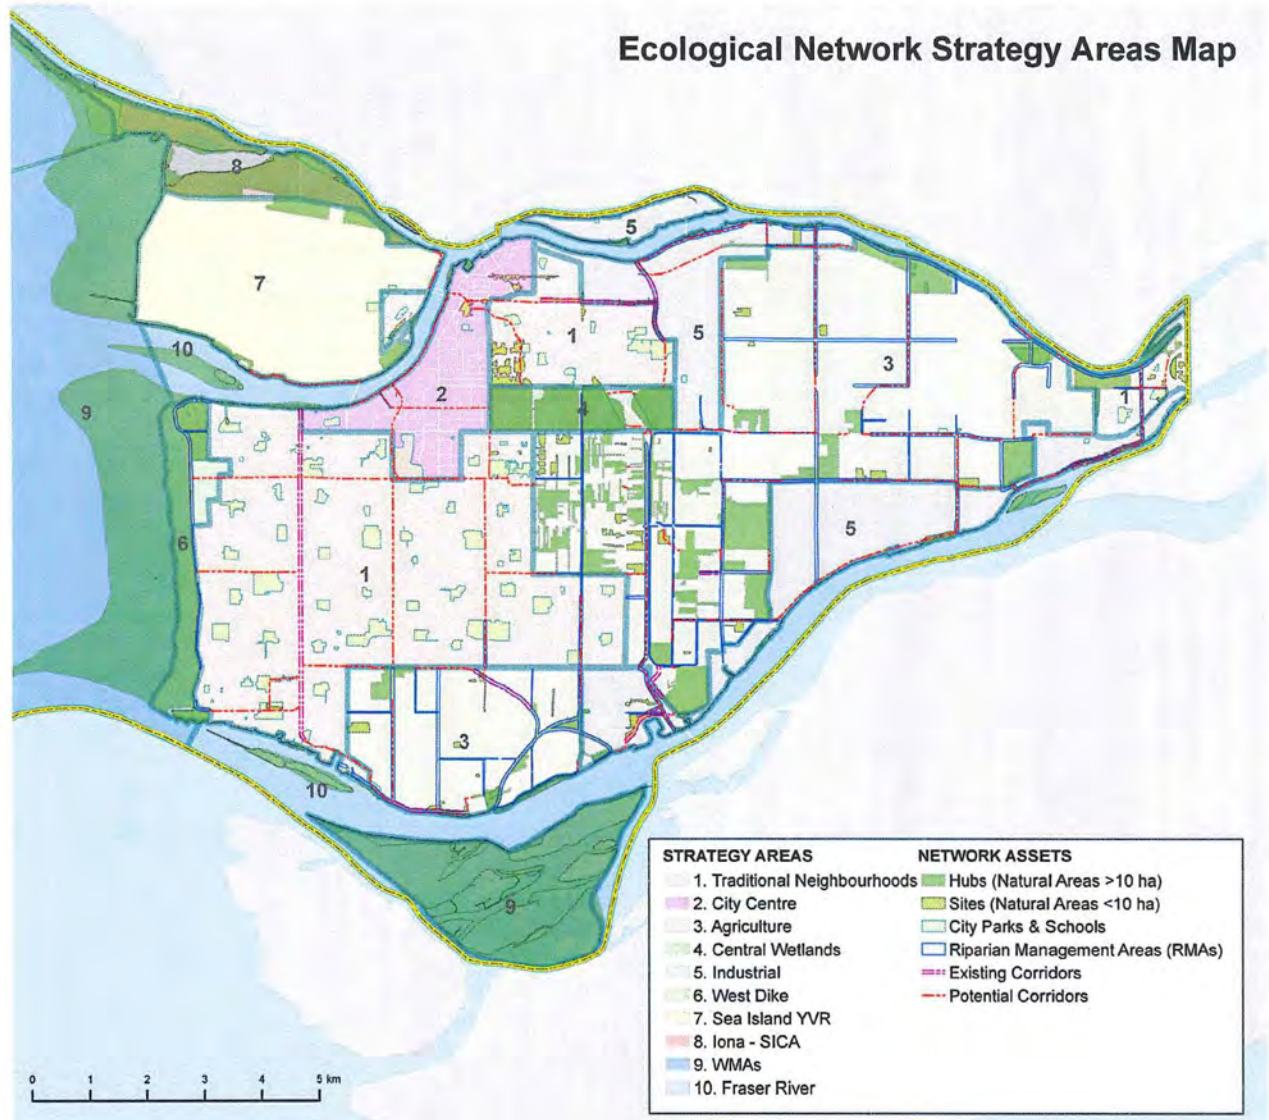 Ecological Network Strategy Areas Map
8
5
7
10
1
5
3
2
9
4
1
6
5
1
3
10
9
STRATEGY AREAS
1. Traditional Neighbourhoods
2. City Centre
3. Agriculture
4. Central Wetlands
5. Industrial
6. West Dike
7. Sea Island YVR
8. Iona - SICA
9. WMAs
10. Fraser River
NETWORK ASSETS
Hubs (Natural Areas >10 ha)
Sites (Natural Areas <10 ha)
City Parks & Schools
Riparian Management Areas (RMAs)
Existing Corridors
Potential Corridors
0 1 2 3 4 5 km